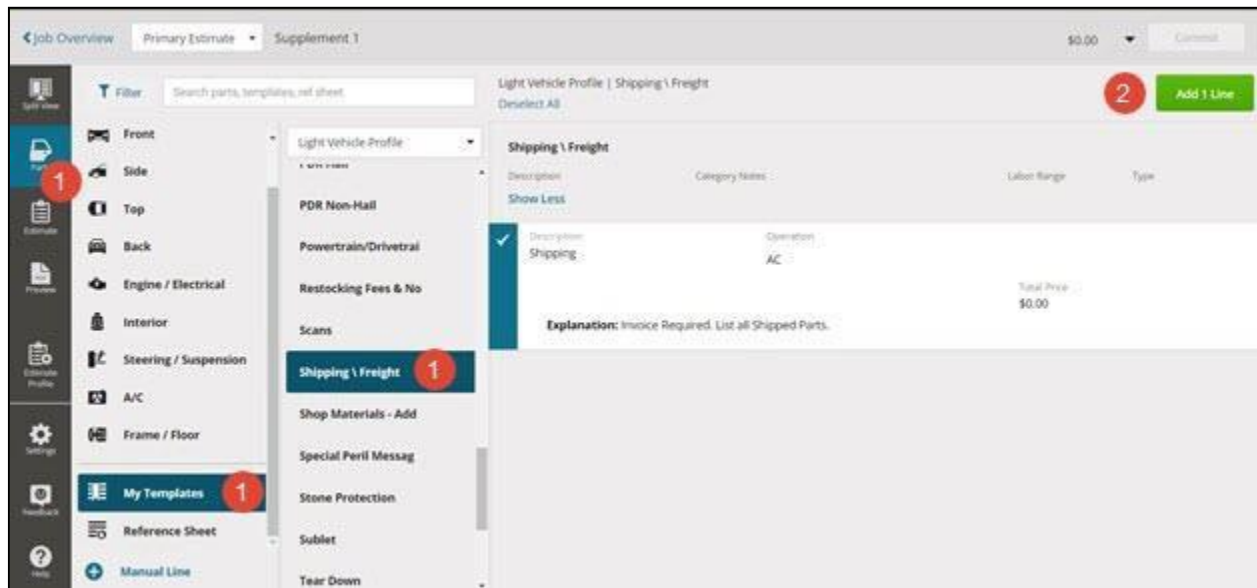 Job Overview
Primary Estimate
Supplement 1
$0.00
Commit
Split View
Filter
Search parts, templates, ref sheet
Light Vehicle Profile | Shipping \ Freight
Deselect All
2
Add 1 Line
1
Estimate
Preview
Estimate Profile
Settings
Feedback
Help
Front
Side
Top
Back
Engine / Electrical
Interior
Steering / Suspension
A/C
Frame / Floor
My Templates
1
Reference Sheet
Manual Line
Light Vehicle Profile
PDR Hail
PDR Non-Hail
Powertrain/Drivetrai
Restocking Fees & No
Scans
Shipping \ Freight
1
Shop Materials - Add
Special Peril Messag
Stone Protection
Sublet
Tear Down
Shipping \ Freight
Description Category Notes Labor Range Type
Show Less
Description Operation
Shipping AC
Total Price
$0.00
Explanation: Invoice Required. List all Shipped Parts.